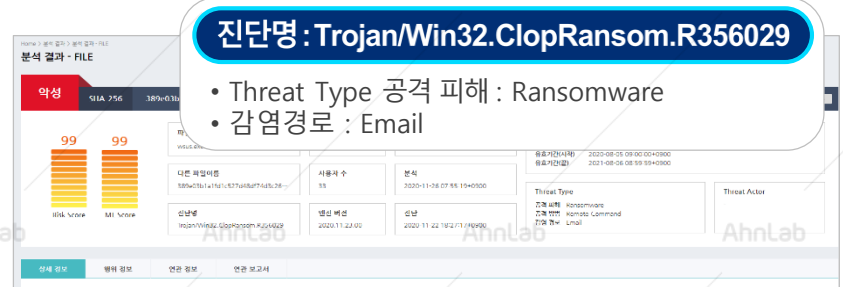 진단명 : Trojan/Win32.ClopRansom.R356029
• Threat Type 공격 피해 : Ransomware
• 감염경로 : Email
Home > 분석 결과 > 분석 결과 - FILE
분석 결과 - FILE
악성 SHA 256
99 99
Risk Score ML Score
다른 파일이름
사용자 수
33
분석
2020-11-26 07:55:19+0900
진단명
Trojan/Win32.ClopRansom.R356029
엔진 버전
2020.11.23.00
진단
유효기간(시작) 2020-08-05 09:00:00+0900
유효기간(끝) 2021-08-06 08:59:59+0900
Threat Type
공격 피해 Ransomware
공격 방법 Remote Command
감염 경로 Email
Threat Actor
AhnLab AhnLab AhnLab
상세 정보 행위 정보 연관 정보 연관 보고서